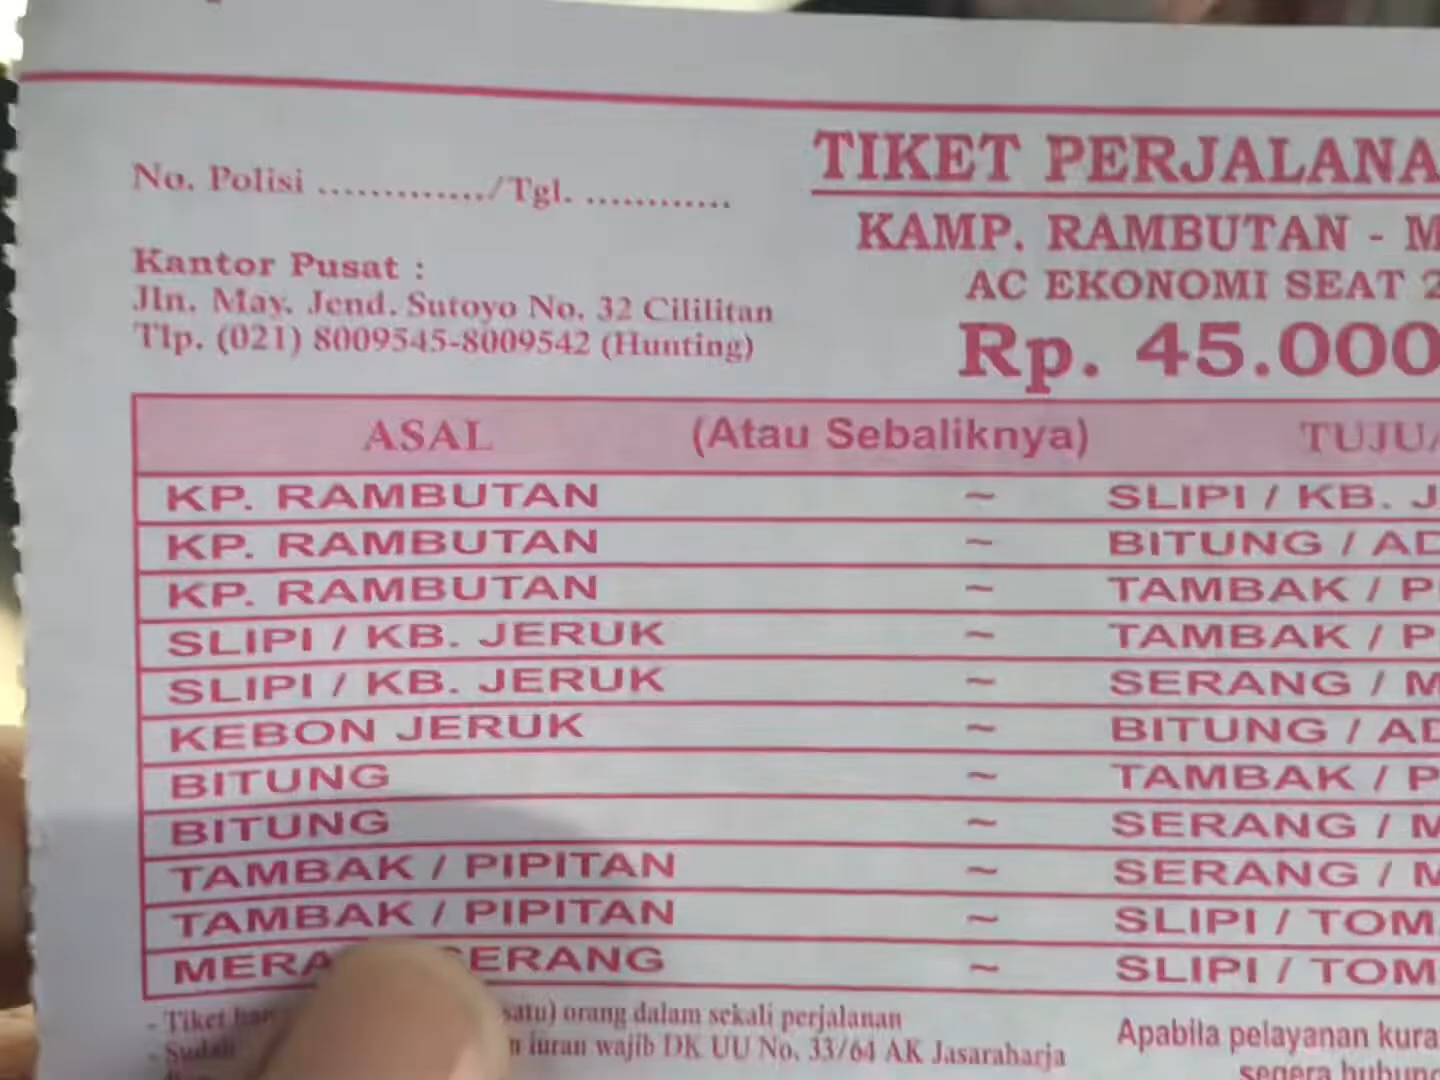 No. Polisi ............./Tgl. ............
Kantor Pusat :
Jln. May. Jend. Sutoyo No. 32 Cililitan
Tlp. (021) 8009545-8009542 (Hunting)
TIKET PERJALANA
KAMP. RAMBUTAN - M
AC EKONOMI SEAT 2
Rp. 45.000
ASAL (Atau Sebaliknya) TUJU
KP. RAMBUTAN ~ SLIPI / KB. J
KP. RAMBUTAN ~ BITUNG / AD
KP. RAMBUTAN ~ TAMBAK / P
SLIPI / KB. JERUK ~ TAMBAK / P
SLIPI / KB. JERUK ~ SERANG / M
KEBON JERUK ~ BITUNG / AD
BITUNG ~ TAMBAK / P
BITUNG ~ SERANG / M
TAMBAK / PIPITAN ~ SERANG / M
TAMBAK / PIPITAN ~ SLIPI / TOM
MERA SERANG ~ SLIPI / TOM
- Tiket satu) orang dalam sekali perjalanan
- Sudah iuran wajib DK UU No. 33/64 AK Jasaraharja
Apabila pelayanan kura
segera hubung